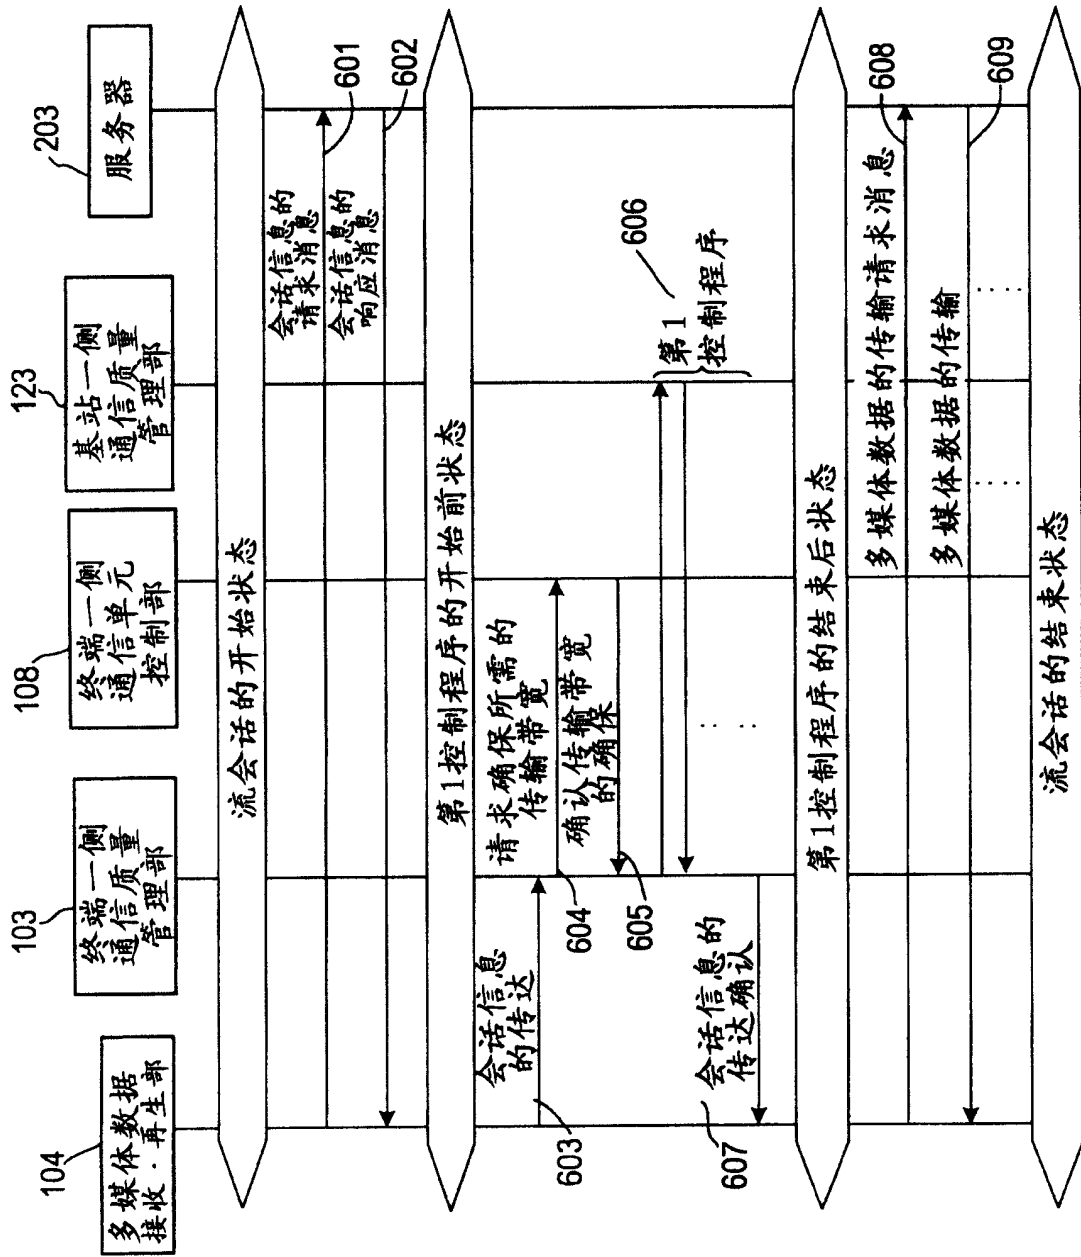 104
多媒体数据
接收·再生部
103
终端一侧
通信质量
管理部
108
终端一侧
通信单元
控制部
123
基站一侧
通信质量
管理部
203
服务器
流会话的开始状态
会话信息的
请求消息
601
会话信息的
响应消息
602
第1控制程序的开始前状态
会话信息
的传达
603
请求确保所需的
传输带宽
604
确认传输带宽
的确保
605
第1
控制程序
606
会话信息的
传达确认
607
第1控制程序的结束后状态
多媒体数据的传输请求消息
608
多媒体数据的传输
609
流会话的结束状态